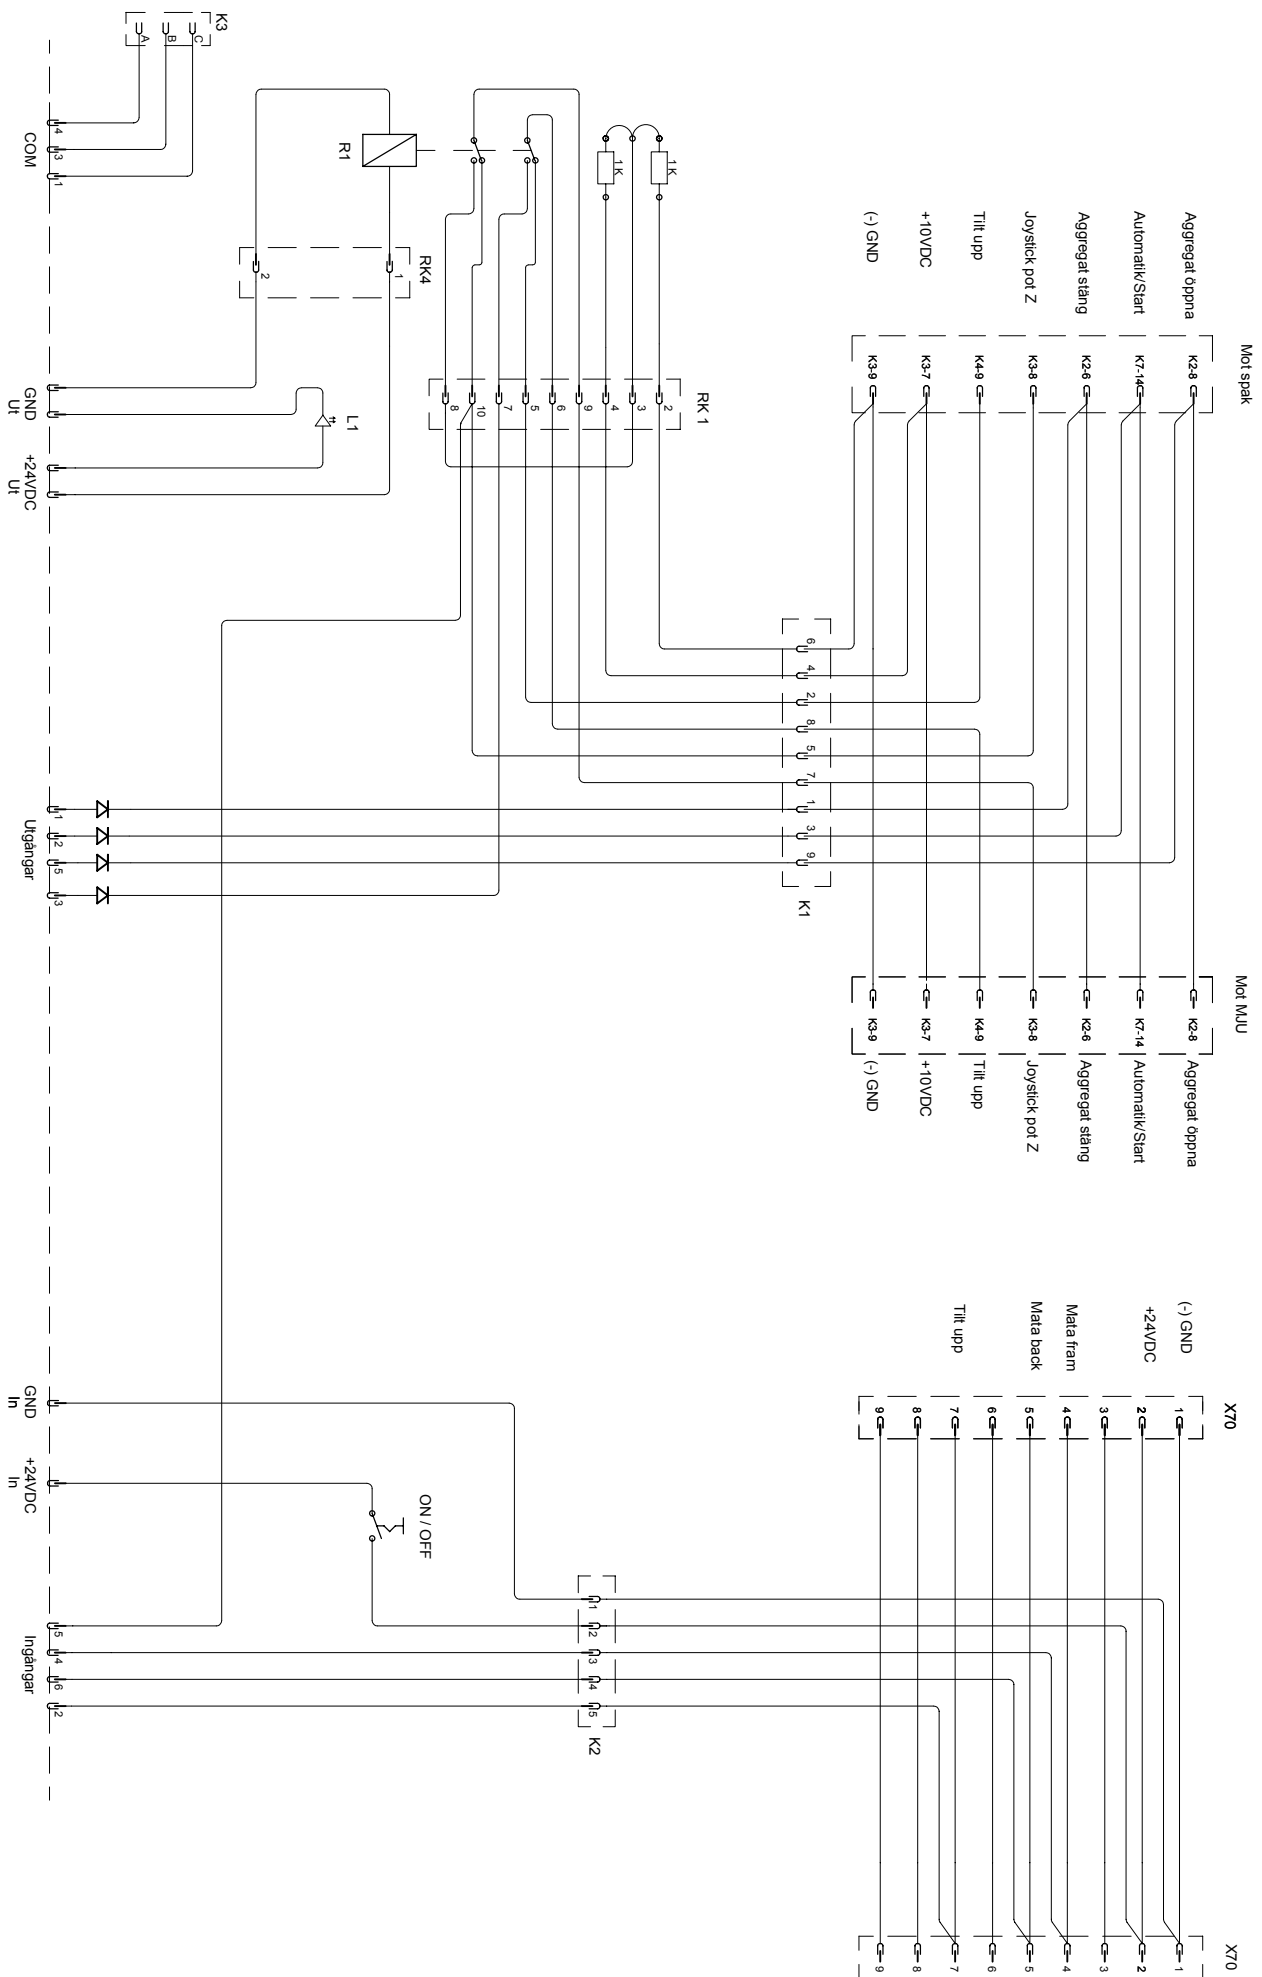 Mot spak
Aggregat öppna
K2-8
Automatik/Start
K7-14
Aggregat stäng
K2-6
Joystick pot Z
K3-8
Tilt upp
K4-9
+10VDC
K3-7
(-) GND
K3-9
Mot MJU
K2-8
Aggregat öppna
K7-14
Automatik/Start
K2-6
Aggregat stäng
K3-8
Joystick pot Z
K4-9
Tilt upp
K3-7
+10VDC
K3-9
(-) GND
X70
(-) GND
1
+24VDC
2
3
Mata fram
4
Mata back
5
6
Tilt upp
7
8
9
X70
1
2
3
4
5
6
7
8
9
K1
6
4
2
8
5
7
1
3
9
1K
1K
RK 1
2
3
4
9
6
5
7
10
8
K2
1
2
3
4
5
ON / OFF
R1
RK4
1
2
L1
K3
C
B
A
COM
4
3
1
GND
Ut
+24VDC
Ut
Utgångar
1
2
5
3
GND
In
+24VDC
In
Ingångar
5
4
6
2